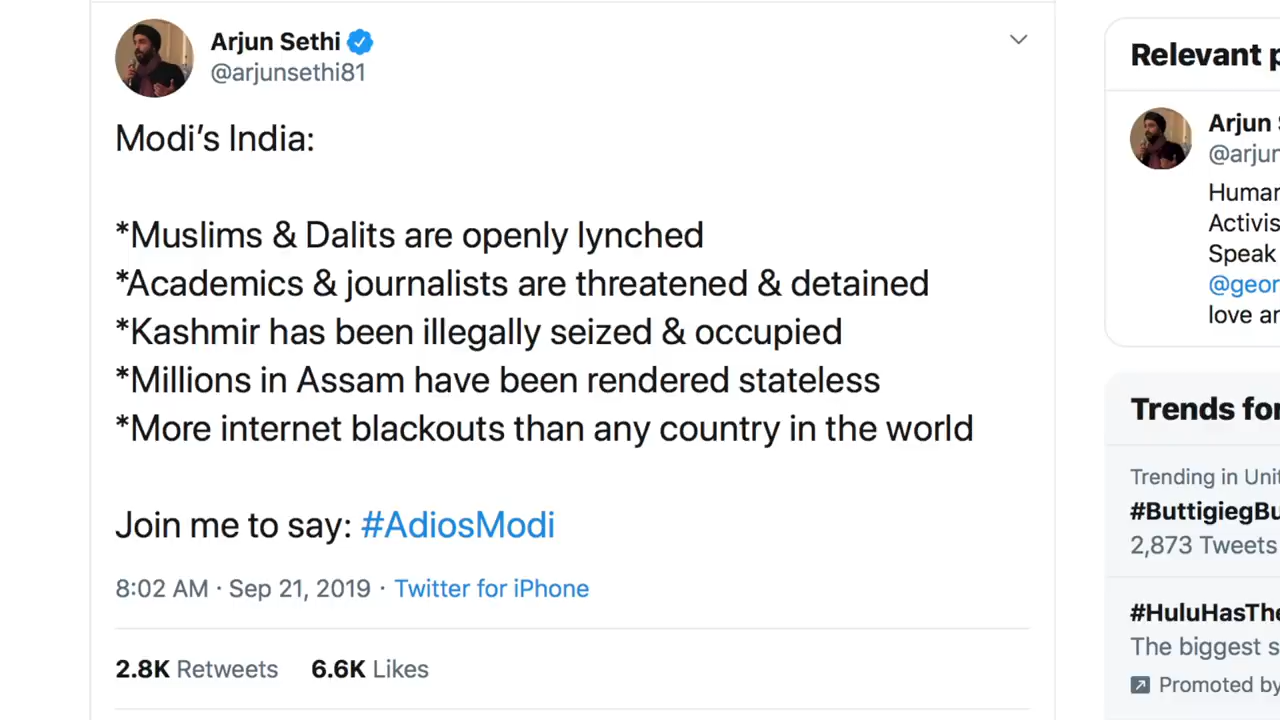 Arjun Sethi
@arjunsethi81
Modi's India:
*Muslims & Dalits are openly lynched
*Academics & journalists are threatened & detained
*Kashmir has been illegally seized & occupied
*Millions in Assam have been rendered stateless
*More internet blackouts than any country in the world
Join me to say: #AdiosModi
8:02 AM · Sep 21, 2019 · Twitter for iPhone
2.8K Retweets 6.6K Likes
Relevant p
Arjun
@arjun
Human
Activis
Speak
@geor
love an
Trends for
Trending in Unit
#ButtigiegBu
2,873 Tweets
#HuluHasThe
The biggest s
Promoted by